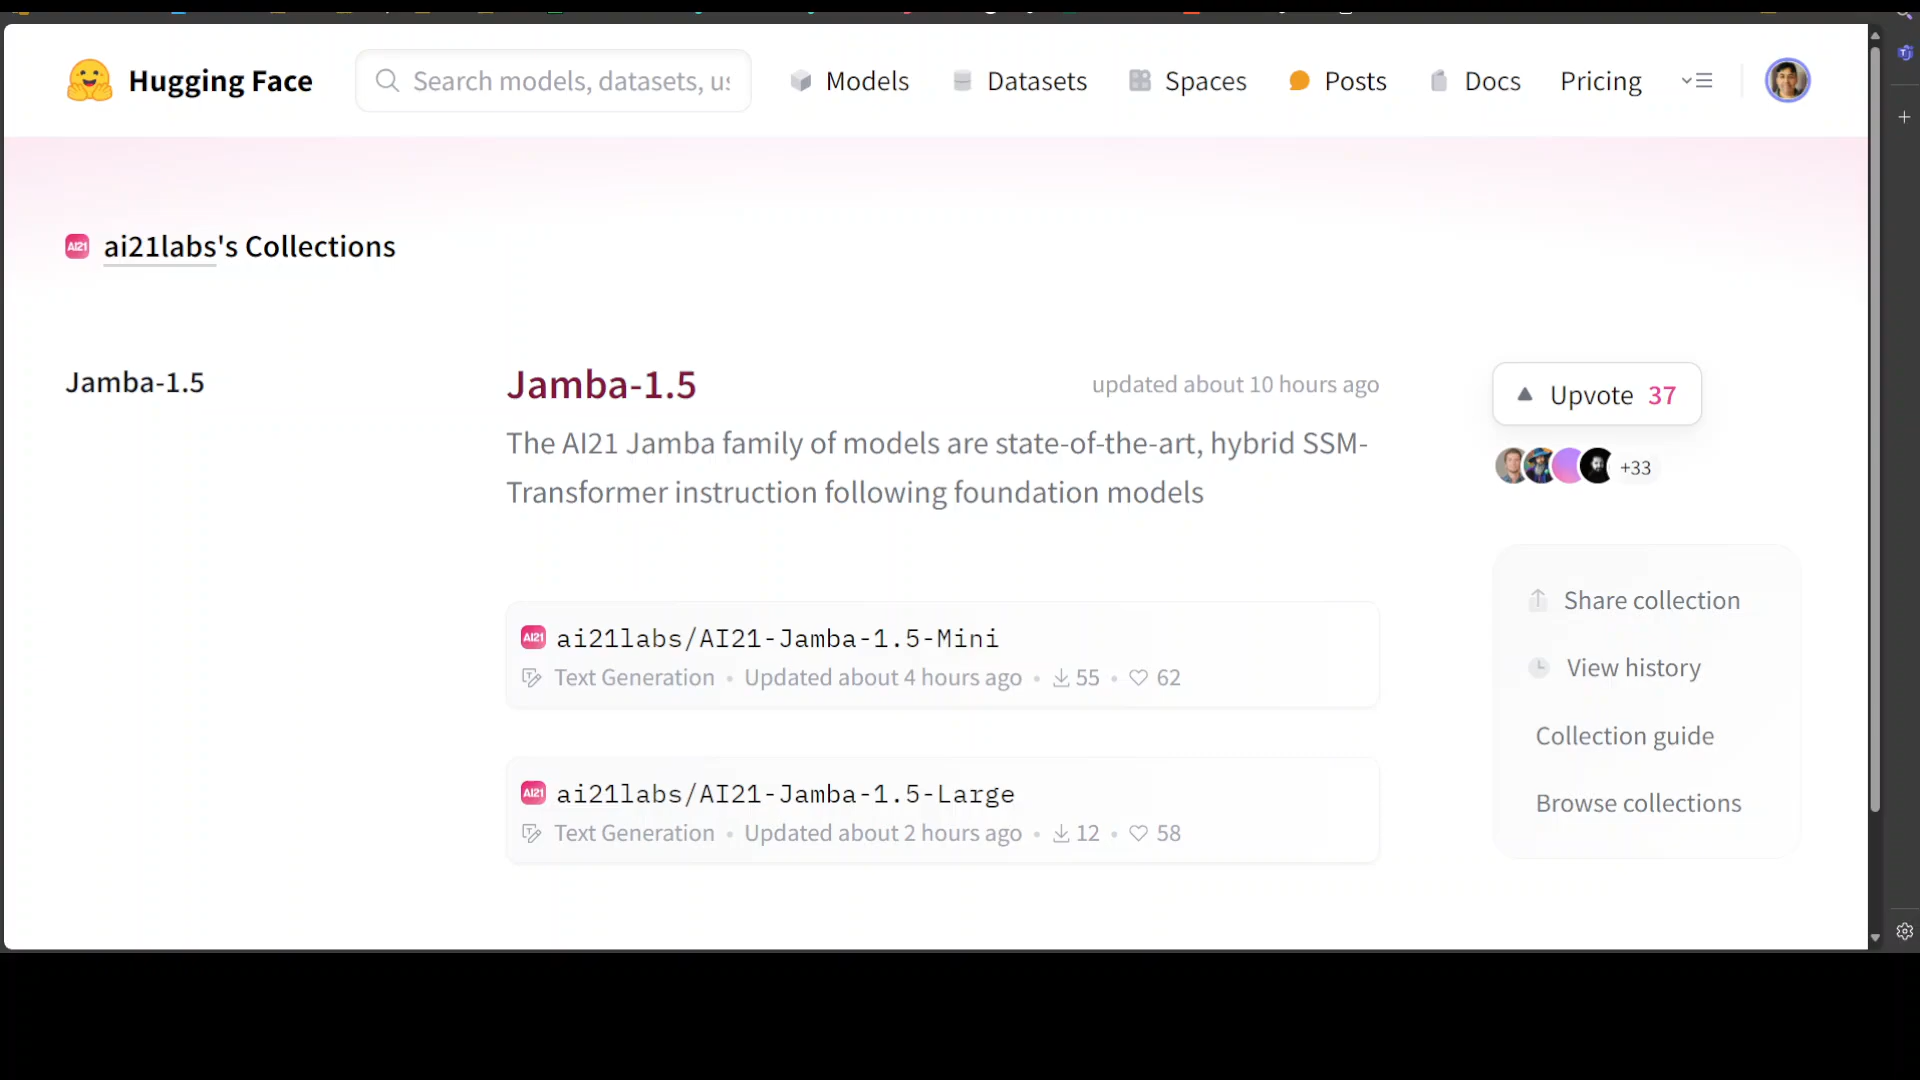 Hugging Face
Search models, datasets, us
Models
Datasets
Spaces
Posts
Docs
Pricing
AI21 ai21labs's Collections
Jamba-1.5
Jamba-1.5
updated about 10 hours ago
Upvote 37
The AI21 Jamba family of models are state-of-the-art, hybrid SSM-
Transformer instruction following foundation models
+33
AI21 ai21labs/AI21-Jamba-1.5-Mini
Text Generation • Updated about 4 hours ago • 55 • 62
AI21 ai21labs/AI21-Jamba-1.5-Large
Text Generation • Updated about 2 hours ago • 12 • 58
Share collection
View history
Collection guide
Browse collections